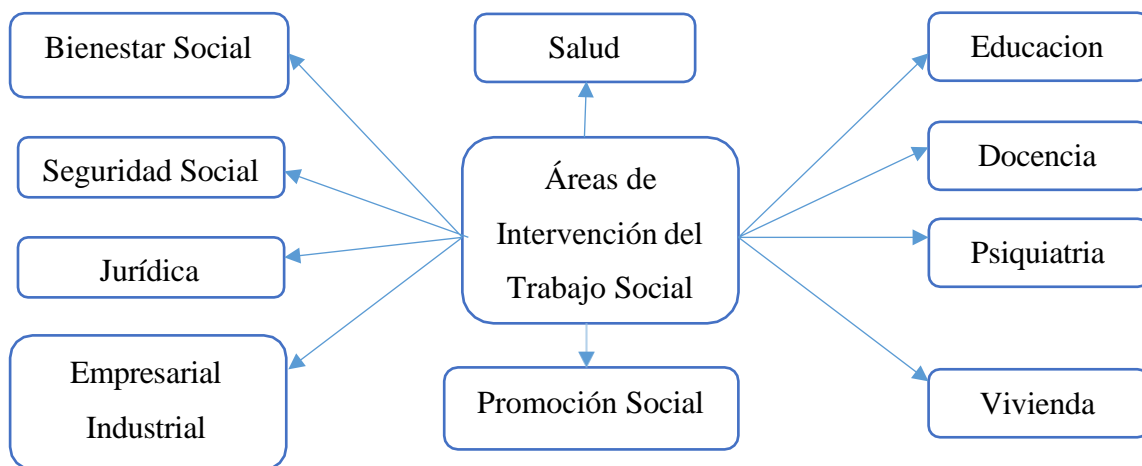 Bienestar Social
Salud
Educacion
Seguridad Social
Áreas de
Intervención del
Trabajo Social
Docencia
Jurídica
Psiquiatria
Empresarial
Industrial
Promoción Social
Vivienda